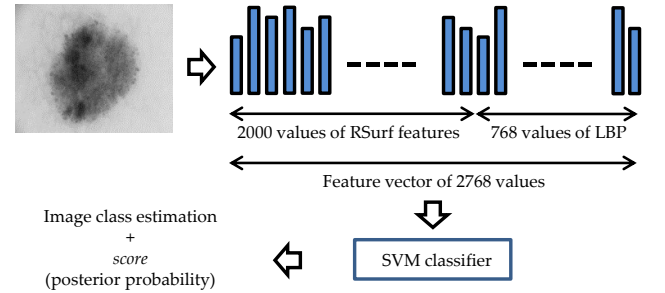 2000 values of RSurf features
768 values of LBP
Feature vector of 2768 values
Image class estimation
+
score
(posterior probability)
SVM classifier